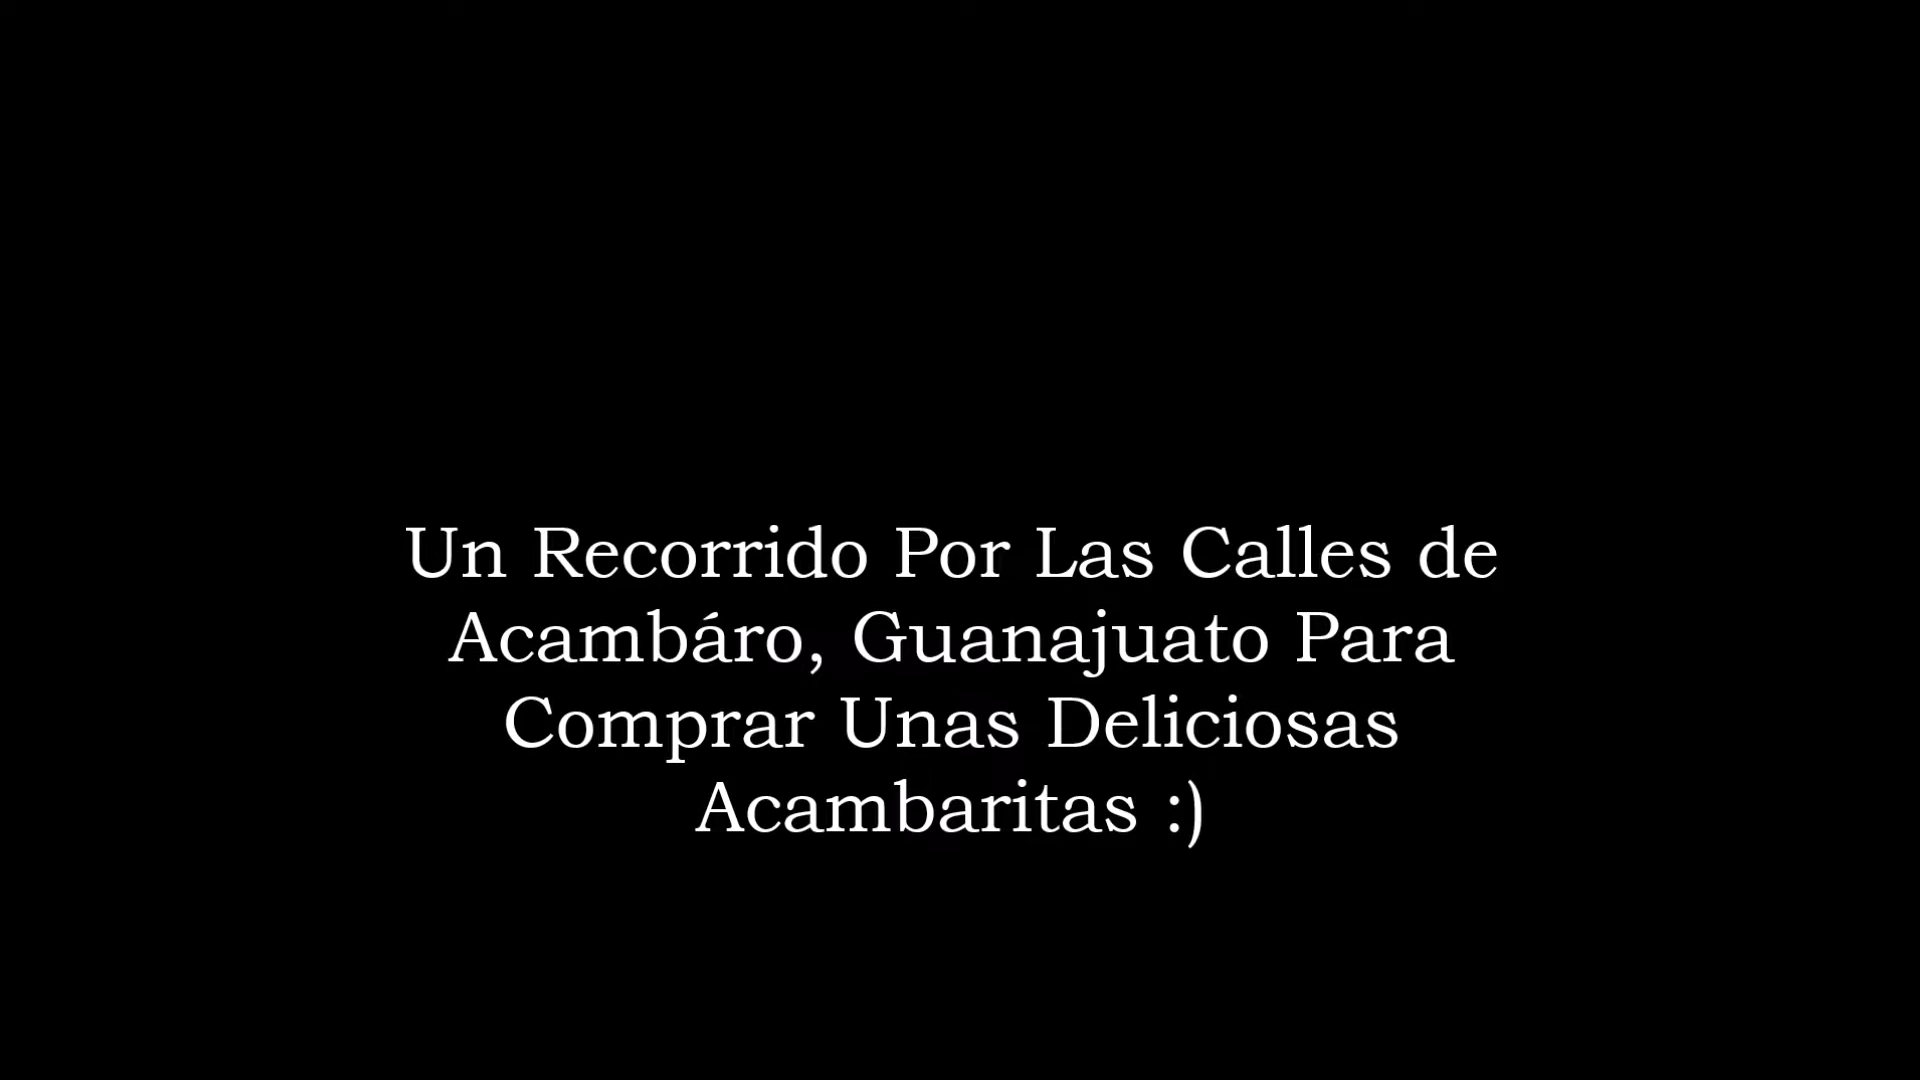 Un Recorrido Por Las Calles de
Acambáro, Guanajuato Para
Comprar Unas Deliciosas
Acambaritas :)